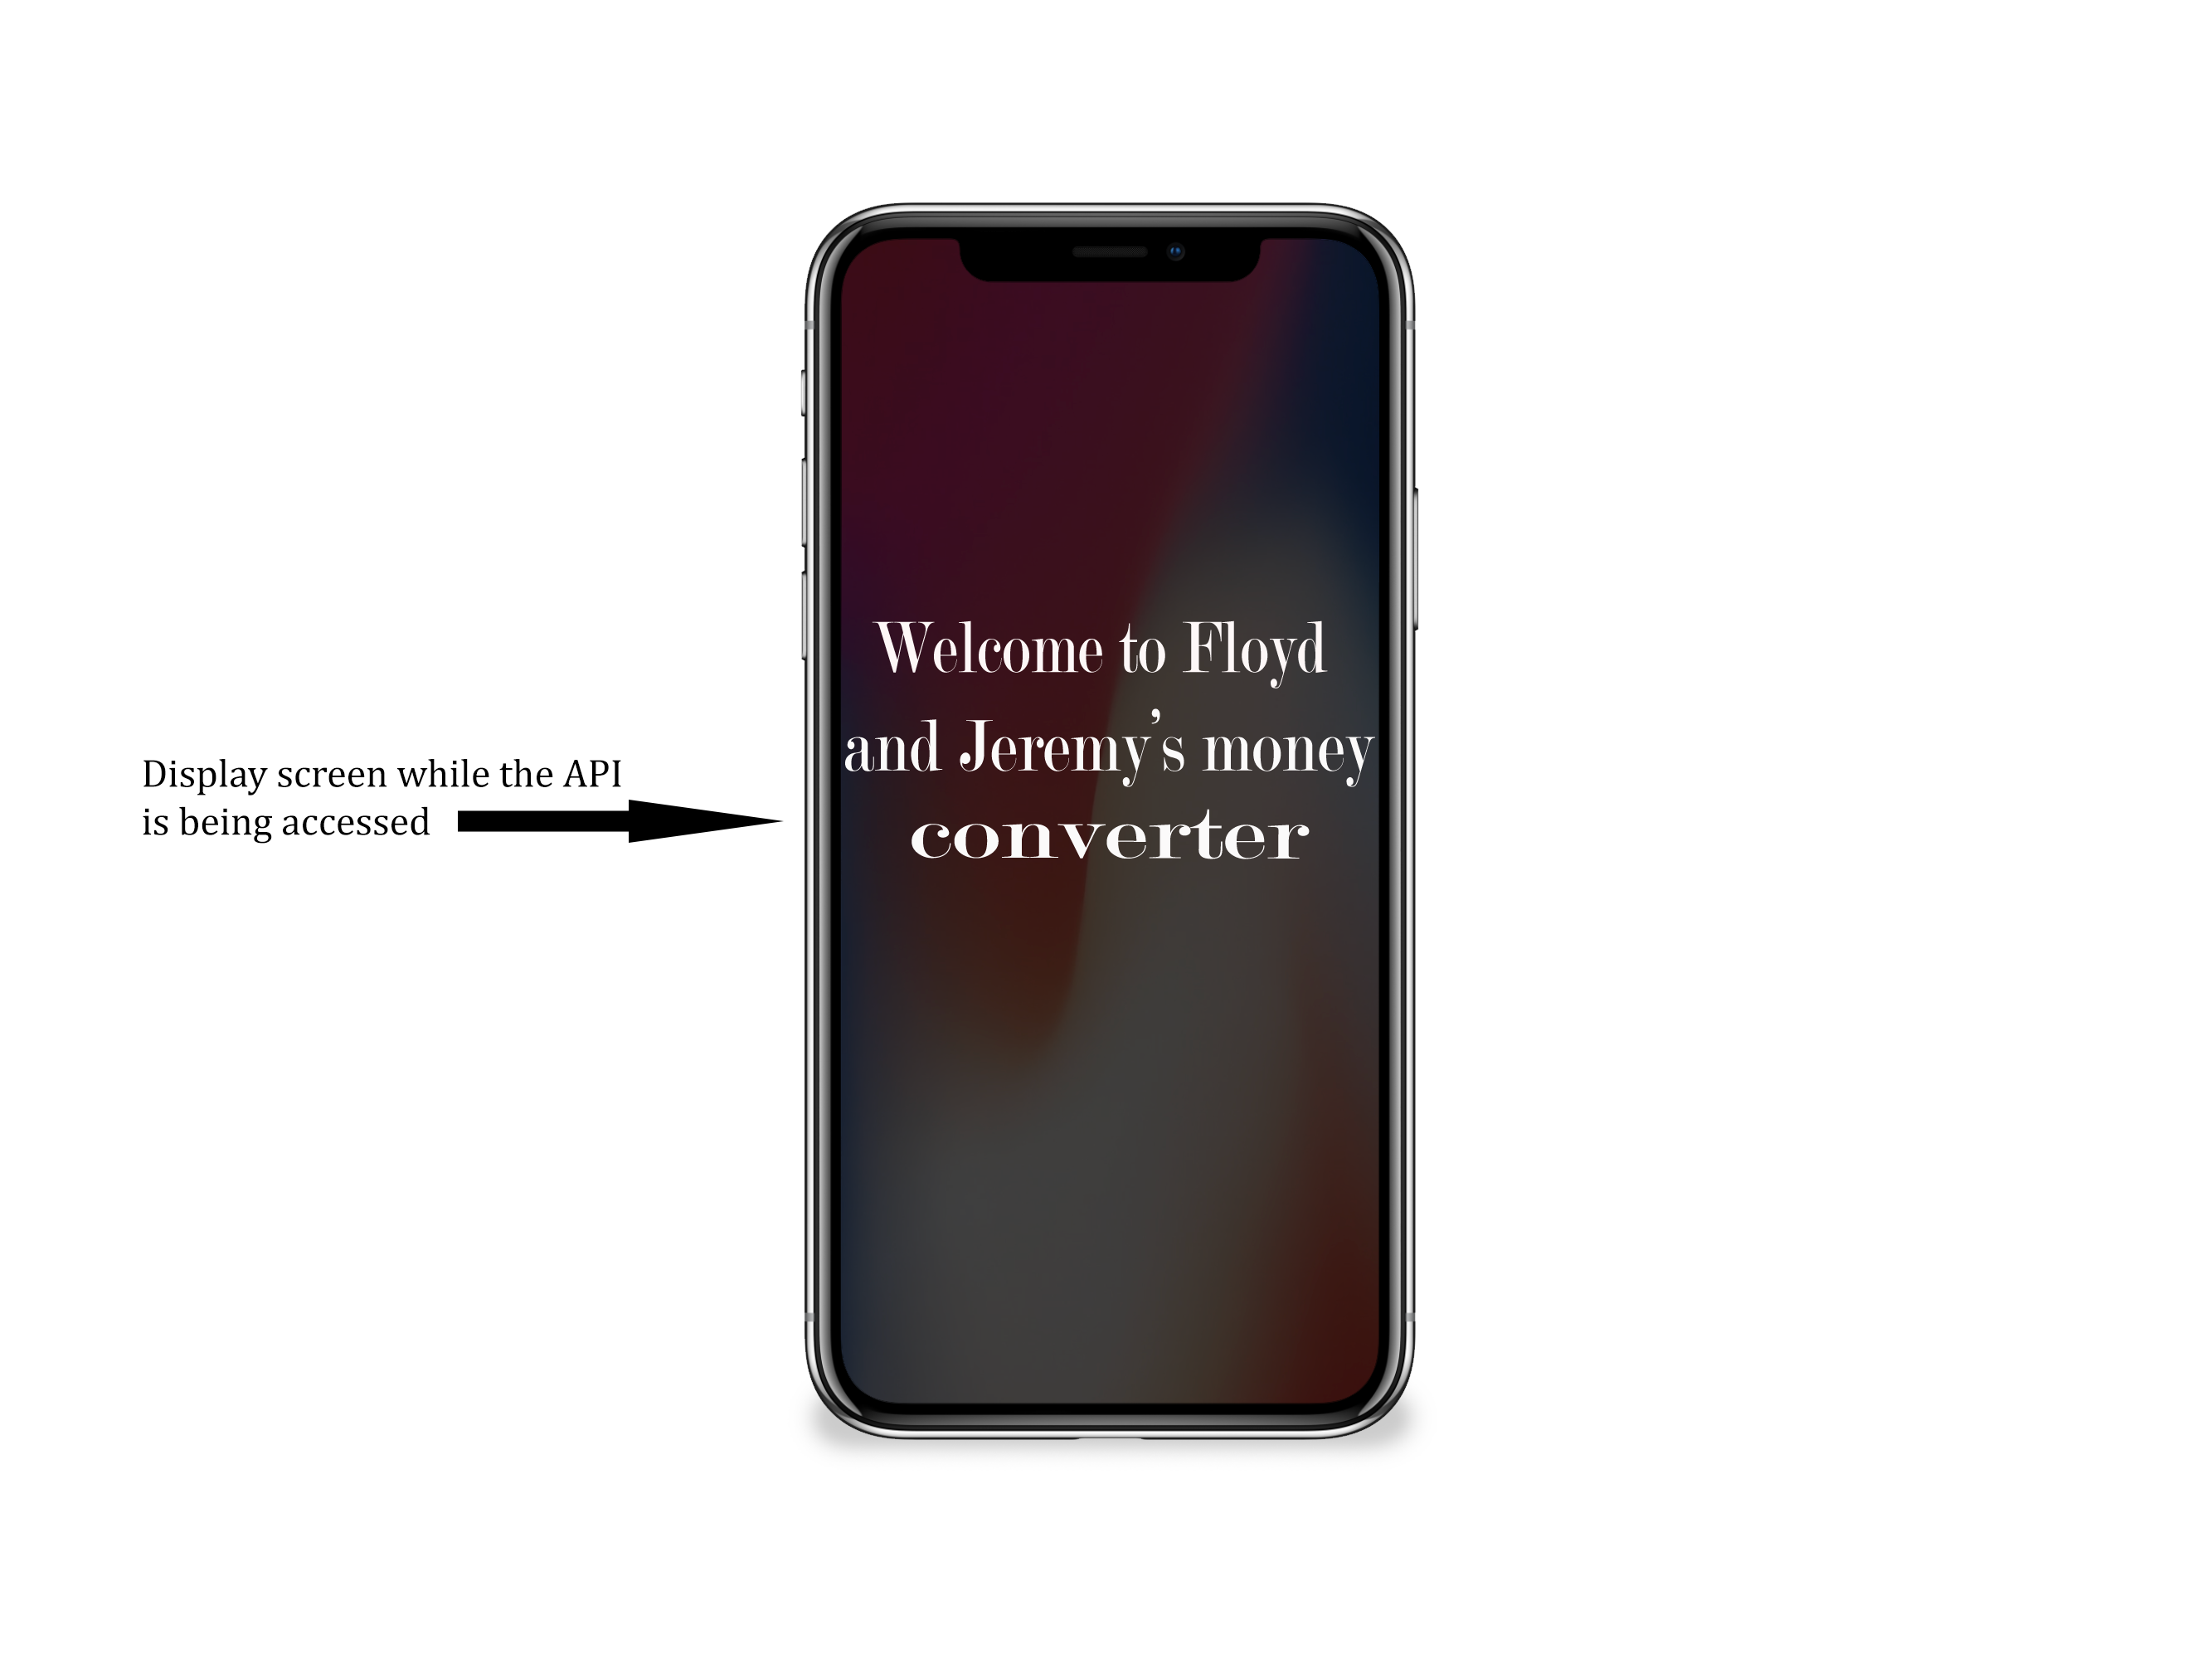 Welcome to Floyd
and Jeremy's money
converter
Display screen while the API
is being accessed